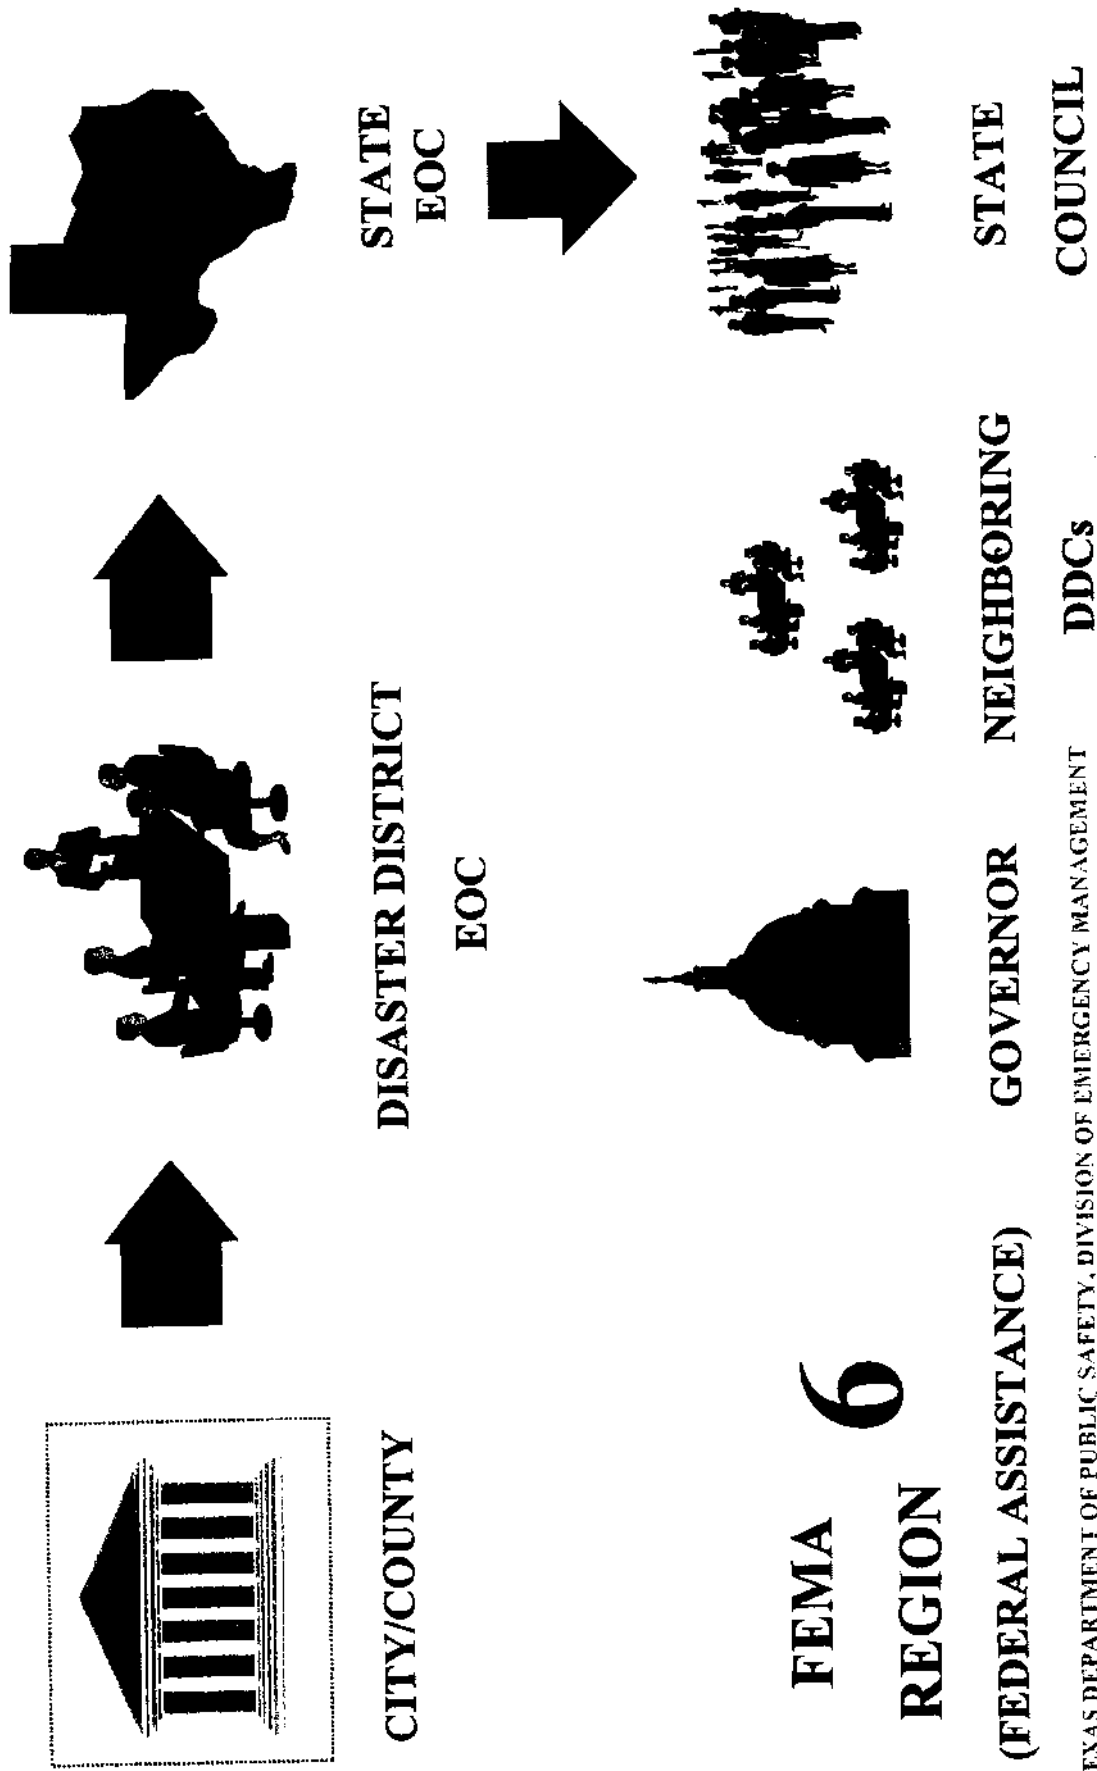 CITY/COUNTY
DISASTER DISTRICT
EOC
STATE
EOC
FEMA
REGION
6
(FEDERAL ASSISTANCE)
GOVERNOR
NEIGHBORING
DDCs
STATE
COUNCIL
EXAS DEPARTMENT OF PUBLIC SAFETY, DIVISION OF EMERGENCY MANAGEMENT